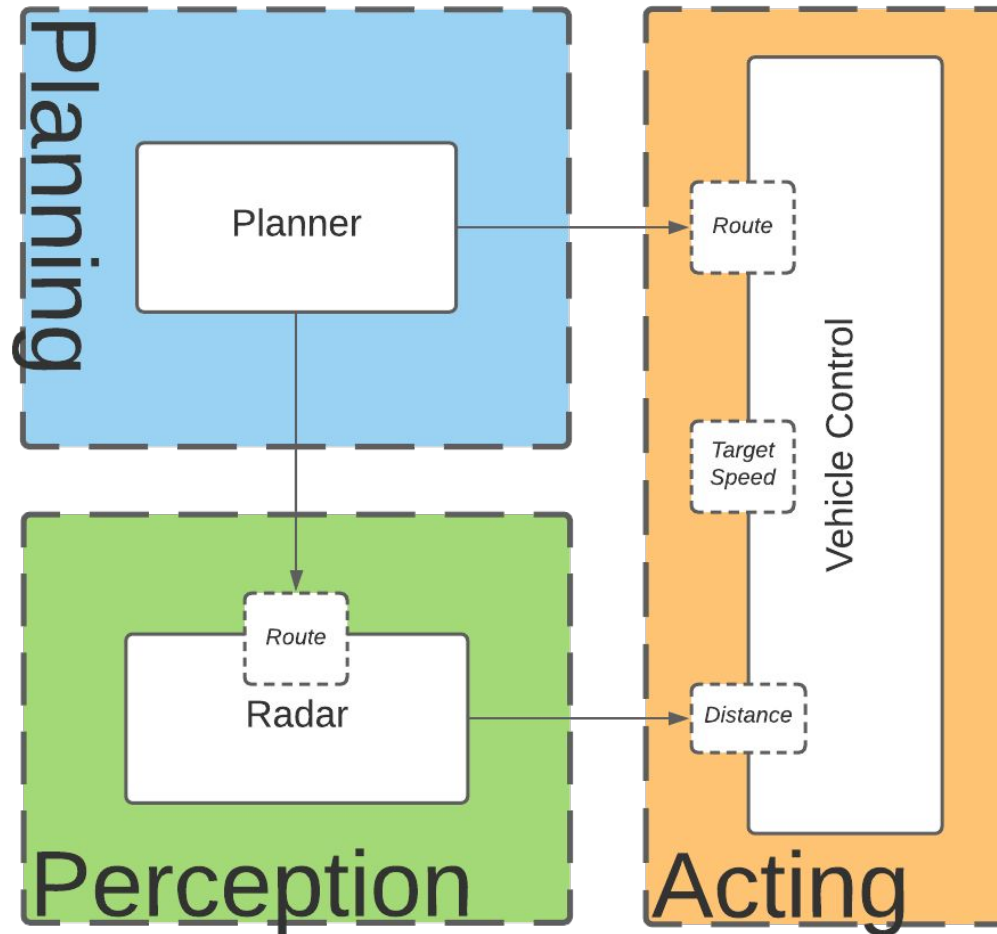 Planning
Planner
Route
Target
Speed
Vehicle Control
Route
Radar
Distance
Perception
Acting